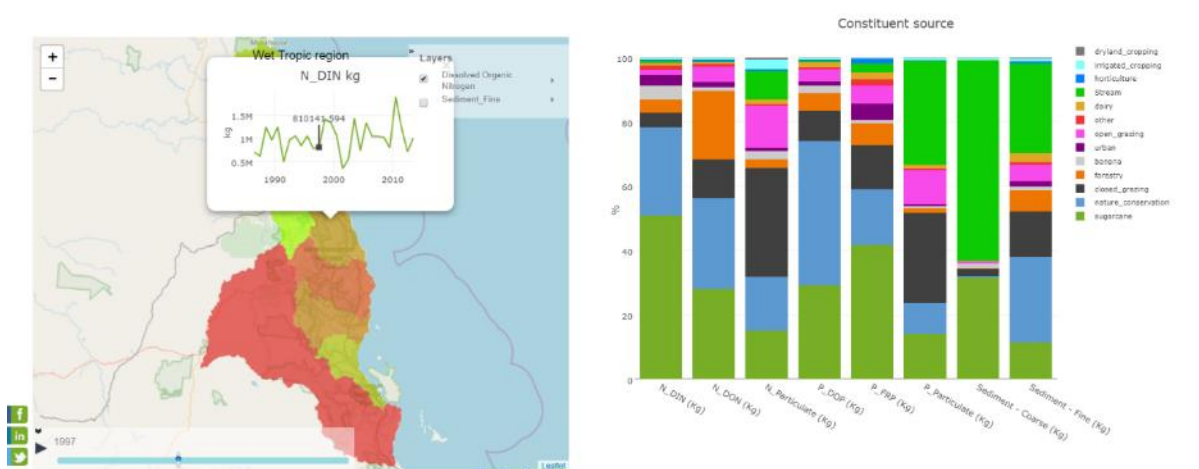 +
−
Wet Tropic region
»
Layers
N_DIN kg
Dissolved Organic
Nitrogen
Sediment_Fine
810141.594
kg
1.5M
1M
0.5M
1990
2000
2010
f
in
1997
Leaflet
Constituent source
100
80
60
40
20
0
%
N_DIN (Kg)
N_DON (Kg)
N_Particulate (Kg)
P_DOP (Kg)
P_FRP (Kg)
P_Particulate (Kg)
Sediment - Coarse (Kg)
Sediment - Fine (Kg)
dryland_cropping
irrigated_cropping
horticulture
Stream
dairy
other
open_grazing
urban
banana
forestry
closed_grazing
nature_conservation
sugarcane